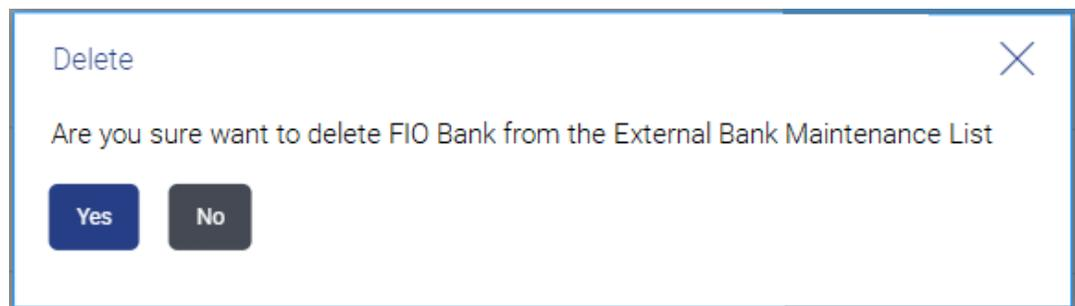 Delete
Are you sure want to delete FIO Bank from the External Bank Maintenance List
Yes No